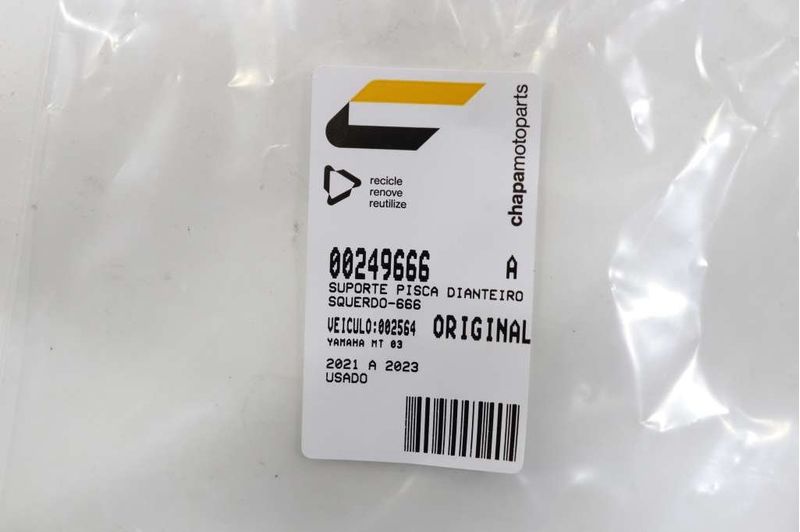 chapamotoparts
recicle
renove
reutilize
00249666 A
SUPORTE PISCA DIANTEIRO
SQUERDO-666
VEICULO:002564 ORIGINAL
YAMAHA MT 03
2021 A 2023
USADO